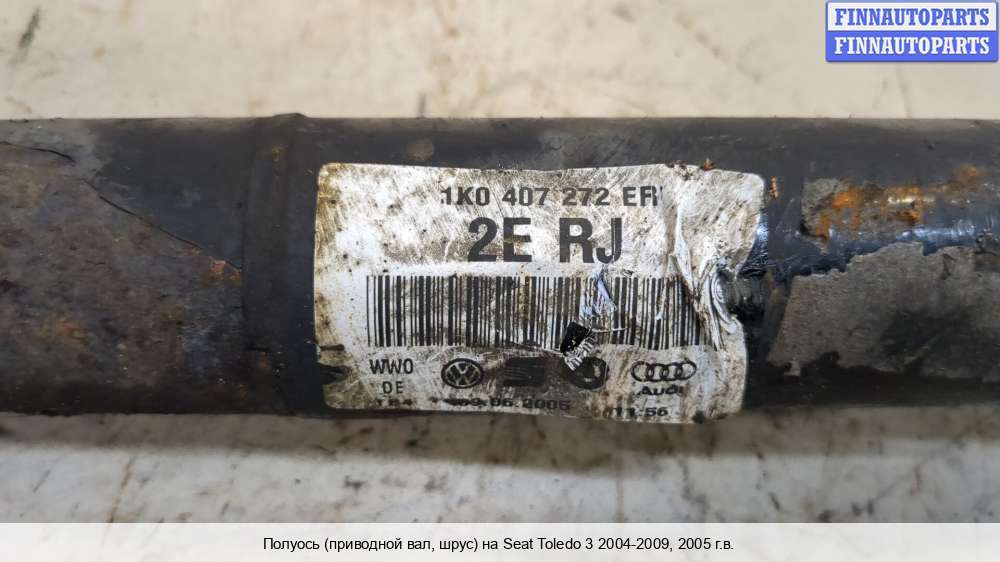 FINNAUTOPARTS
FINNAUTOPARTS
1K0 407 272
2E RJ
WWO
DE
AUDI
Полуось (приводной вал, шрус) на Seat Toledo 3 2004-2009, 2005 г.в.